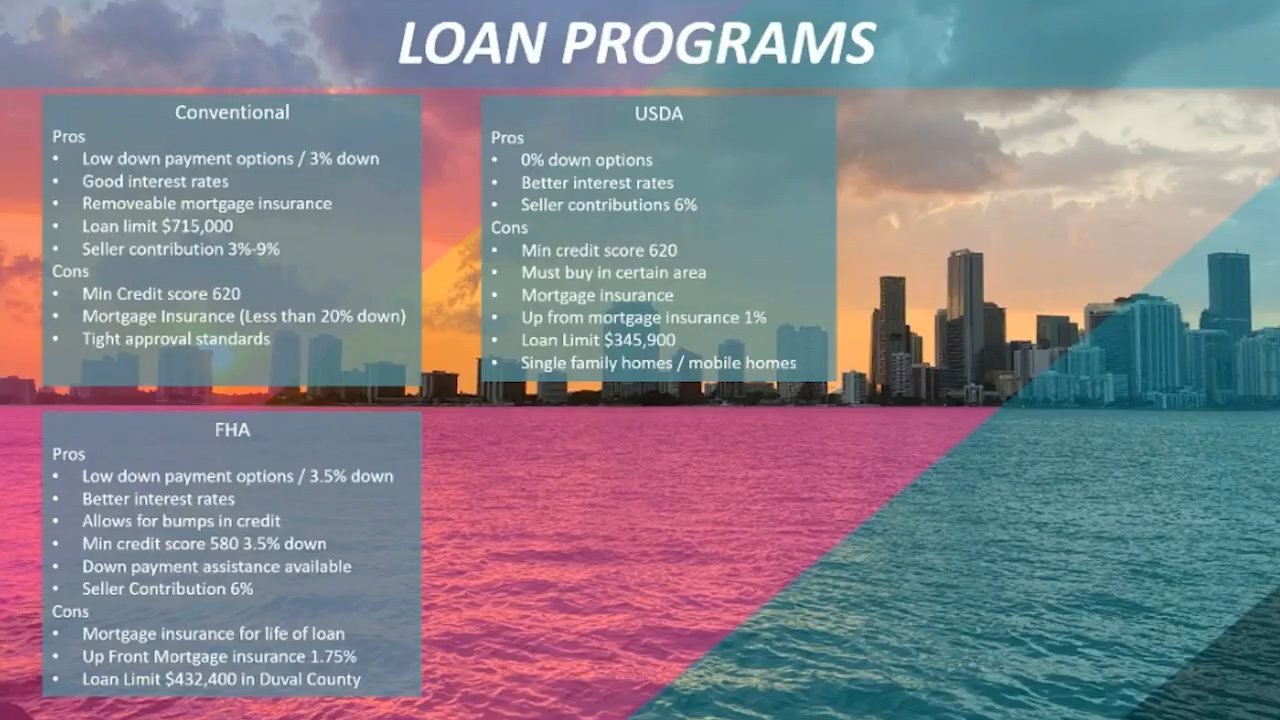 LOAN PROGRAMS
Conventional
Pros
• Low down payment options / 3% down
• Good interest rates
• Removeable mortgage insurance
• Loan limit $715,000
• Seller contribution 3%-9%
Cons
• Min Credit score 620
• Mortgage Insurance (Less than 20% down)
• Tight approval standards
USDA
Pros
• 0% down options
• Better interest rates
• Seller contributions 6%
Cons
• Min credit score 620
• Must buy in certain area
• Mortgage insurance
• Up from mortgage insurance 1%
• Loan Limit $345,900
• Single family homes / mobile homes
FHA
Pros
• Low down payment options / 3.5% down
• Better interest rates
• Allows for bumps in credit
• Min credit score 580 3.5% down
• Down payment assistance available
• Seller Contribution 6%
Cons
• Mortgage insurance for life of loan
• Up Front Mortgage insurance 1.75%
• Loan Limit $432,400 in Duval County